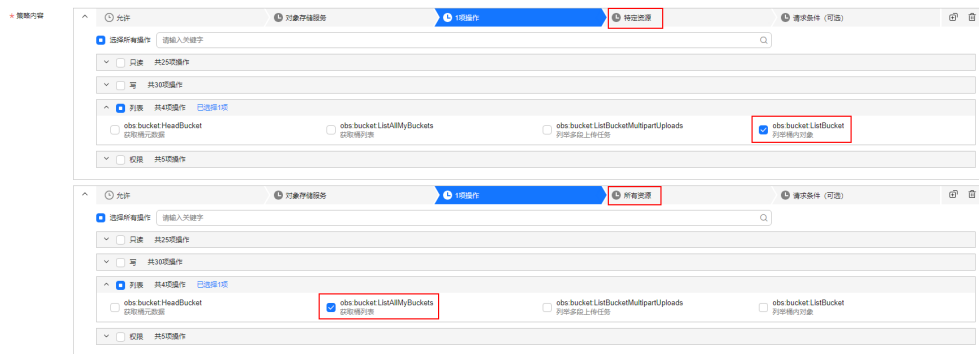 * 策略内容
允许 对象存储服务 1项操作 特定资源 请求条件（可选）
选择所有操作 请输入关键字
只读 共25项操作
写 共30项操作
列表 共4项操作 已选择1项
obs:bucket:HeadBucket obs:bucket:ListAllMyBuckets obs:bucket:ListBucketMultipartUploads obs:bucket:ListBucket
获取桶元数据 获取桶列表 列举多段上传任务 列举桶内对象
权限 共5项操作
允许 对象存储服务 1项操作 所有资源 请求条件（可选）
选择所有操作 请输入关键字
只读 共25项操作
写 共30项操作
列表 共4项操作 已选择1项
obs:bucket:HeadBucket obs:bucket:ListAllMyBuckets obs:bucket:ListBucketMultipartUploads obs:bucket:ListBucket
获取桶元数据 获取桶列表 列举多段上传任务 列举桶内对象
权限 共5项操作